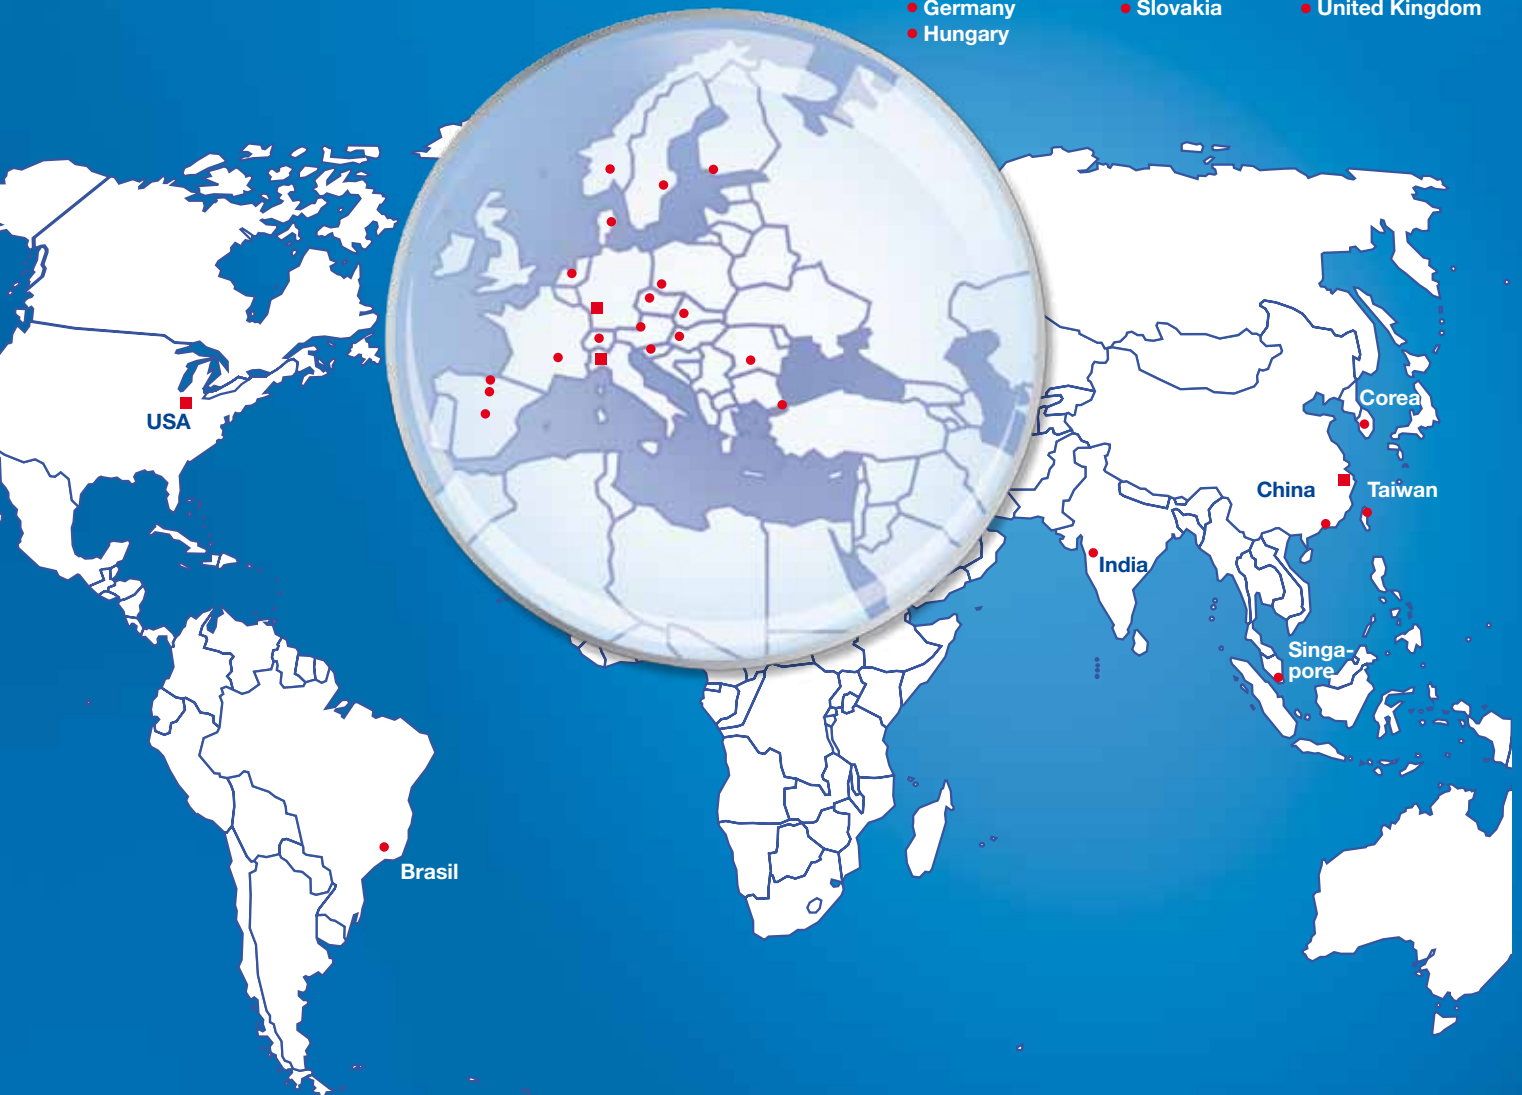 Germany
Slovakia
United Kingdom
Hungary
USA
Corea
China
Taiwan
India
Singa-
pore
Brasil